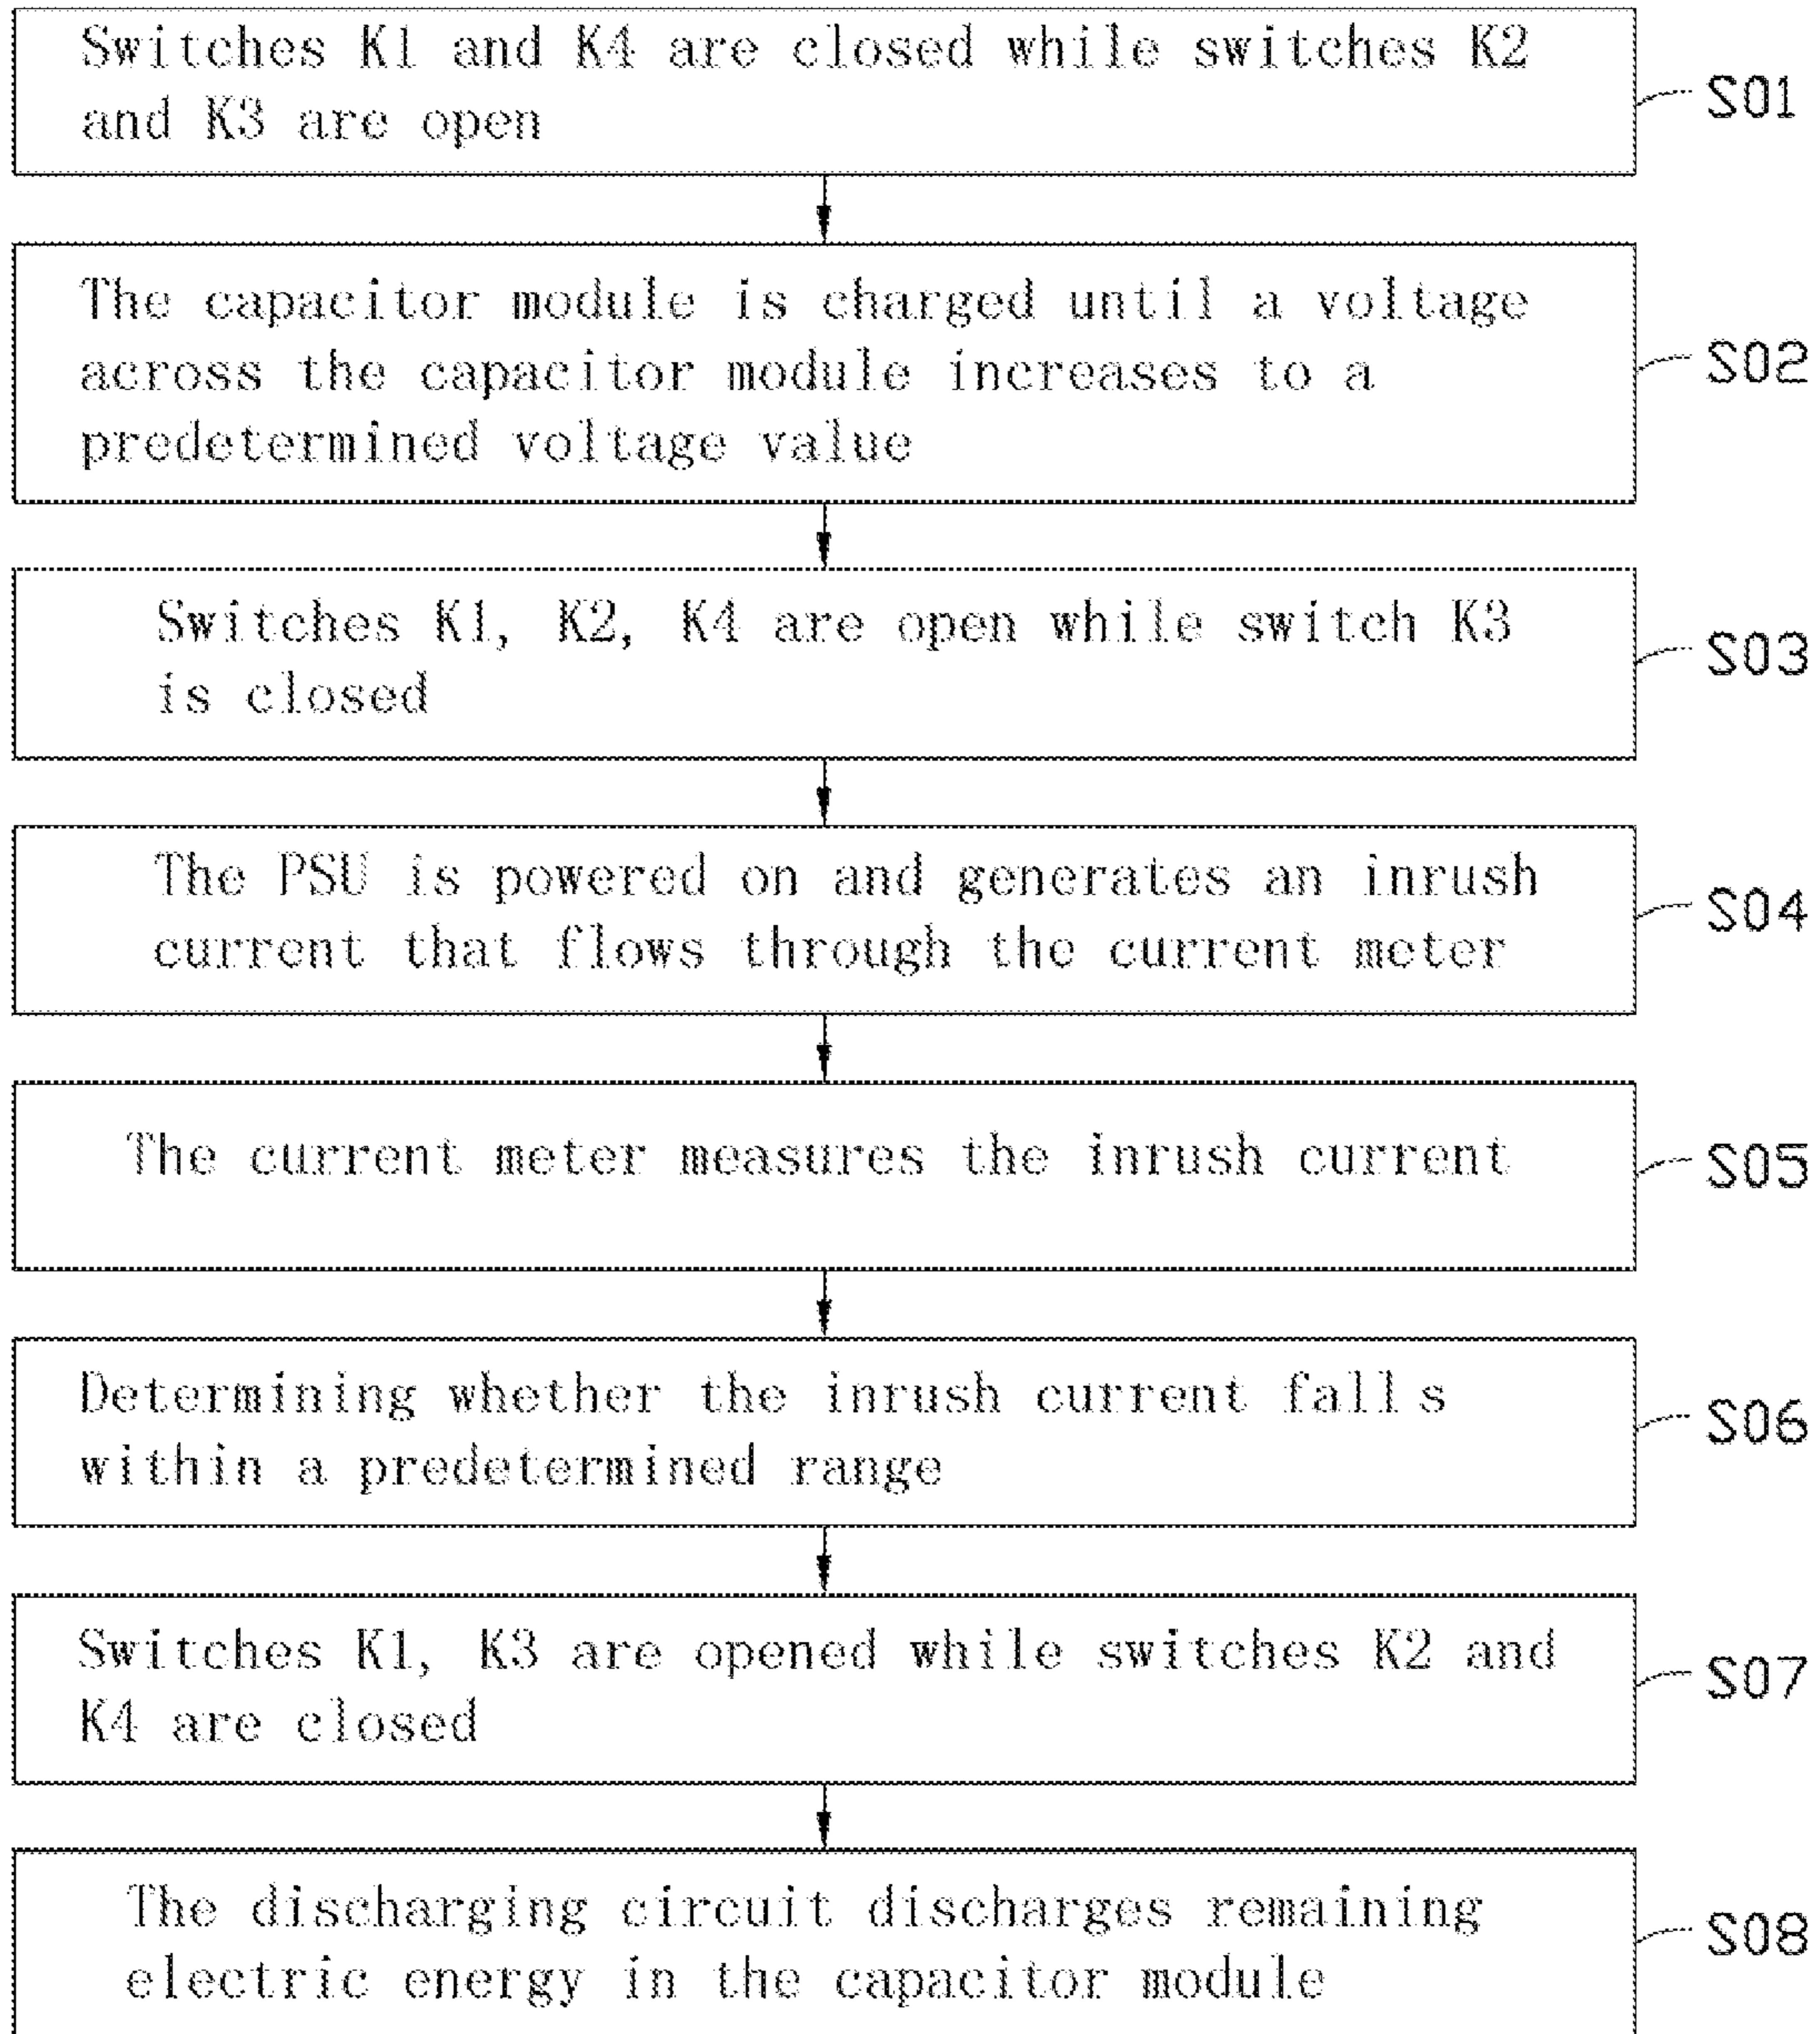 Switches K1 and K4 are closed while switches K2
and K3 are open
S01
The capacitor module is charged until a voltage
across the capacitor module increases to a
predetermined voltage value
S02
Switches K1, K2, K4 are open while switch K3
is closed
S03
The PSU is powered on and generates an inrush
current that flows through the current meter
S04
The current meter measures the inrush current
S05
Determining whether the inrush current falls
within a predetermined range
S06
Switches K1, K3 are opened while switches K2 and
K4 are closed
S07
The discharging circuit discharges remaining
electric energy in the capacitor module
S08